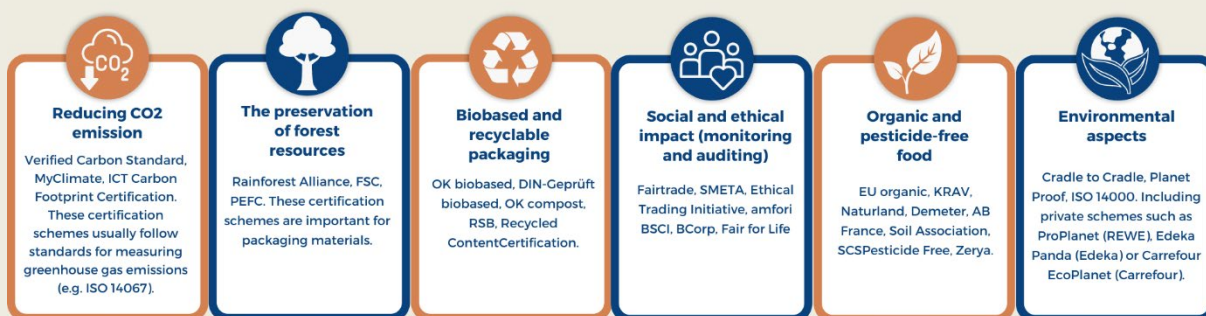 CO2
Reducing CO2
emission
Verified Carbon Standard,
MyClimate, ICT Carbon
Footprint Certification.
These certification
schemes usually follow
standards for measuring
greenhouse gas emissions
(e.g. ISO 14067).
The preservation
of forest
resources
Rainforest Alliance, FSC,
PEFC. These certification
schemes are important for
packaging materials.
Biobased and
recyclable
packaging
OK biobased, DIN-Geprüft
biobased, OK compost,
RSB, Recycled
ContentCertification.
Social and ethical
impact (monitoring
and auditing)
Fairtrade, SMETA, Ethical
Trading Initiative, amfori
BSCI, BCorp, Fair for Life
Organic and
pesticide-free
food
EU organic, KRAV,
Naturland, Demeter, AB
France, Soil Association,
SCSPesticide Free, Zerya.
Environmental
aspects
Cradle to Cradle, Planet
Proof, ISO 14000. Including
private schemes such as
ProPlanet (REWE), Edeka
Panda (Edeka) or Carrefour
EcoPlanet (Carrefour).